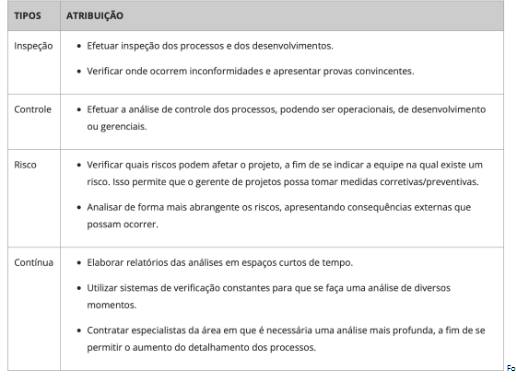 TIPOS ATRIBUIÇÃO
Inspeção • Efetuar inspeção dos processos e dos desenvolvimentos.
• Verificar onde ocorrem inconformidades e apresentar provas convincentes.
Controle • Efetuar a análise de controle dos processos, podendo ser operacionais, de desenvolvimento
ou gerenciais.
Risco • Verificar quais riscos podem afetar o projeto, a fim de se indicar a equipe na qual existe um
risco. Isso permite que o gerente de projetos possa tomar medidas corretivas/preventivas.
• Analisar de forma mais abrangente os riscos, apresentando consequências externas que
possam ocorrer.
Contínua • Elaborar relatórios das análises em espaços curtos de tempo.
• Utilizar sistemas de verificação constantes para que se faça uma análise de diversos
momentos.
• Contratar especialistas da área em que é necessária uma análise mais profunda, a fim de se
permitir o aumento do detalhamento dos processos.
Fo